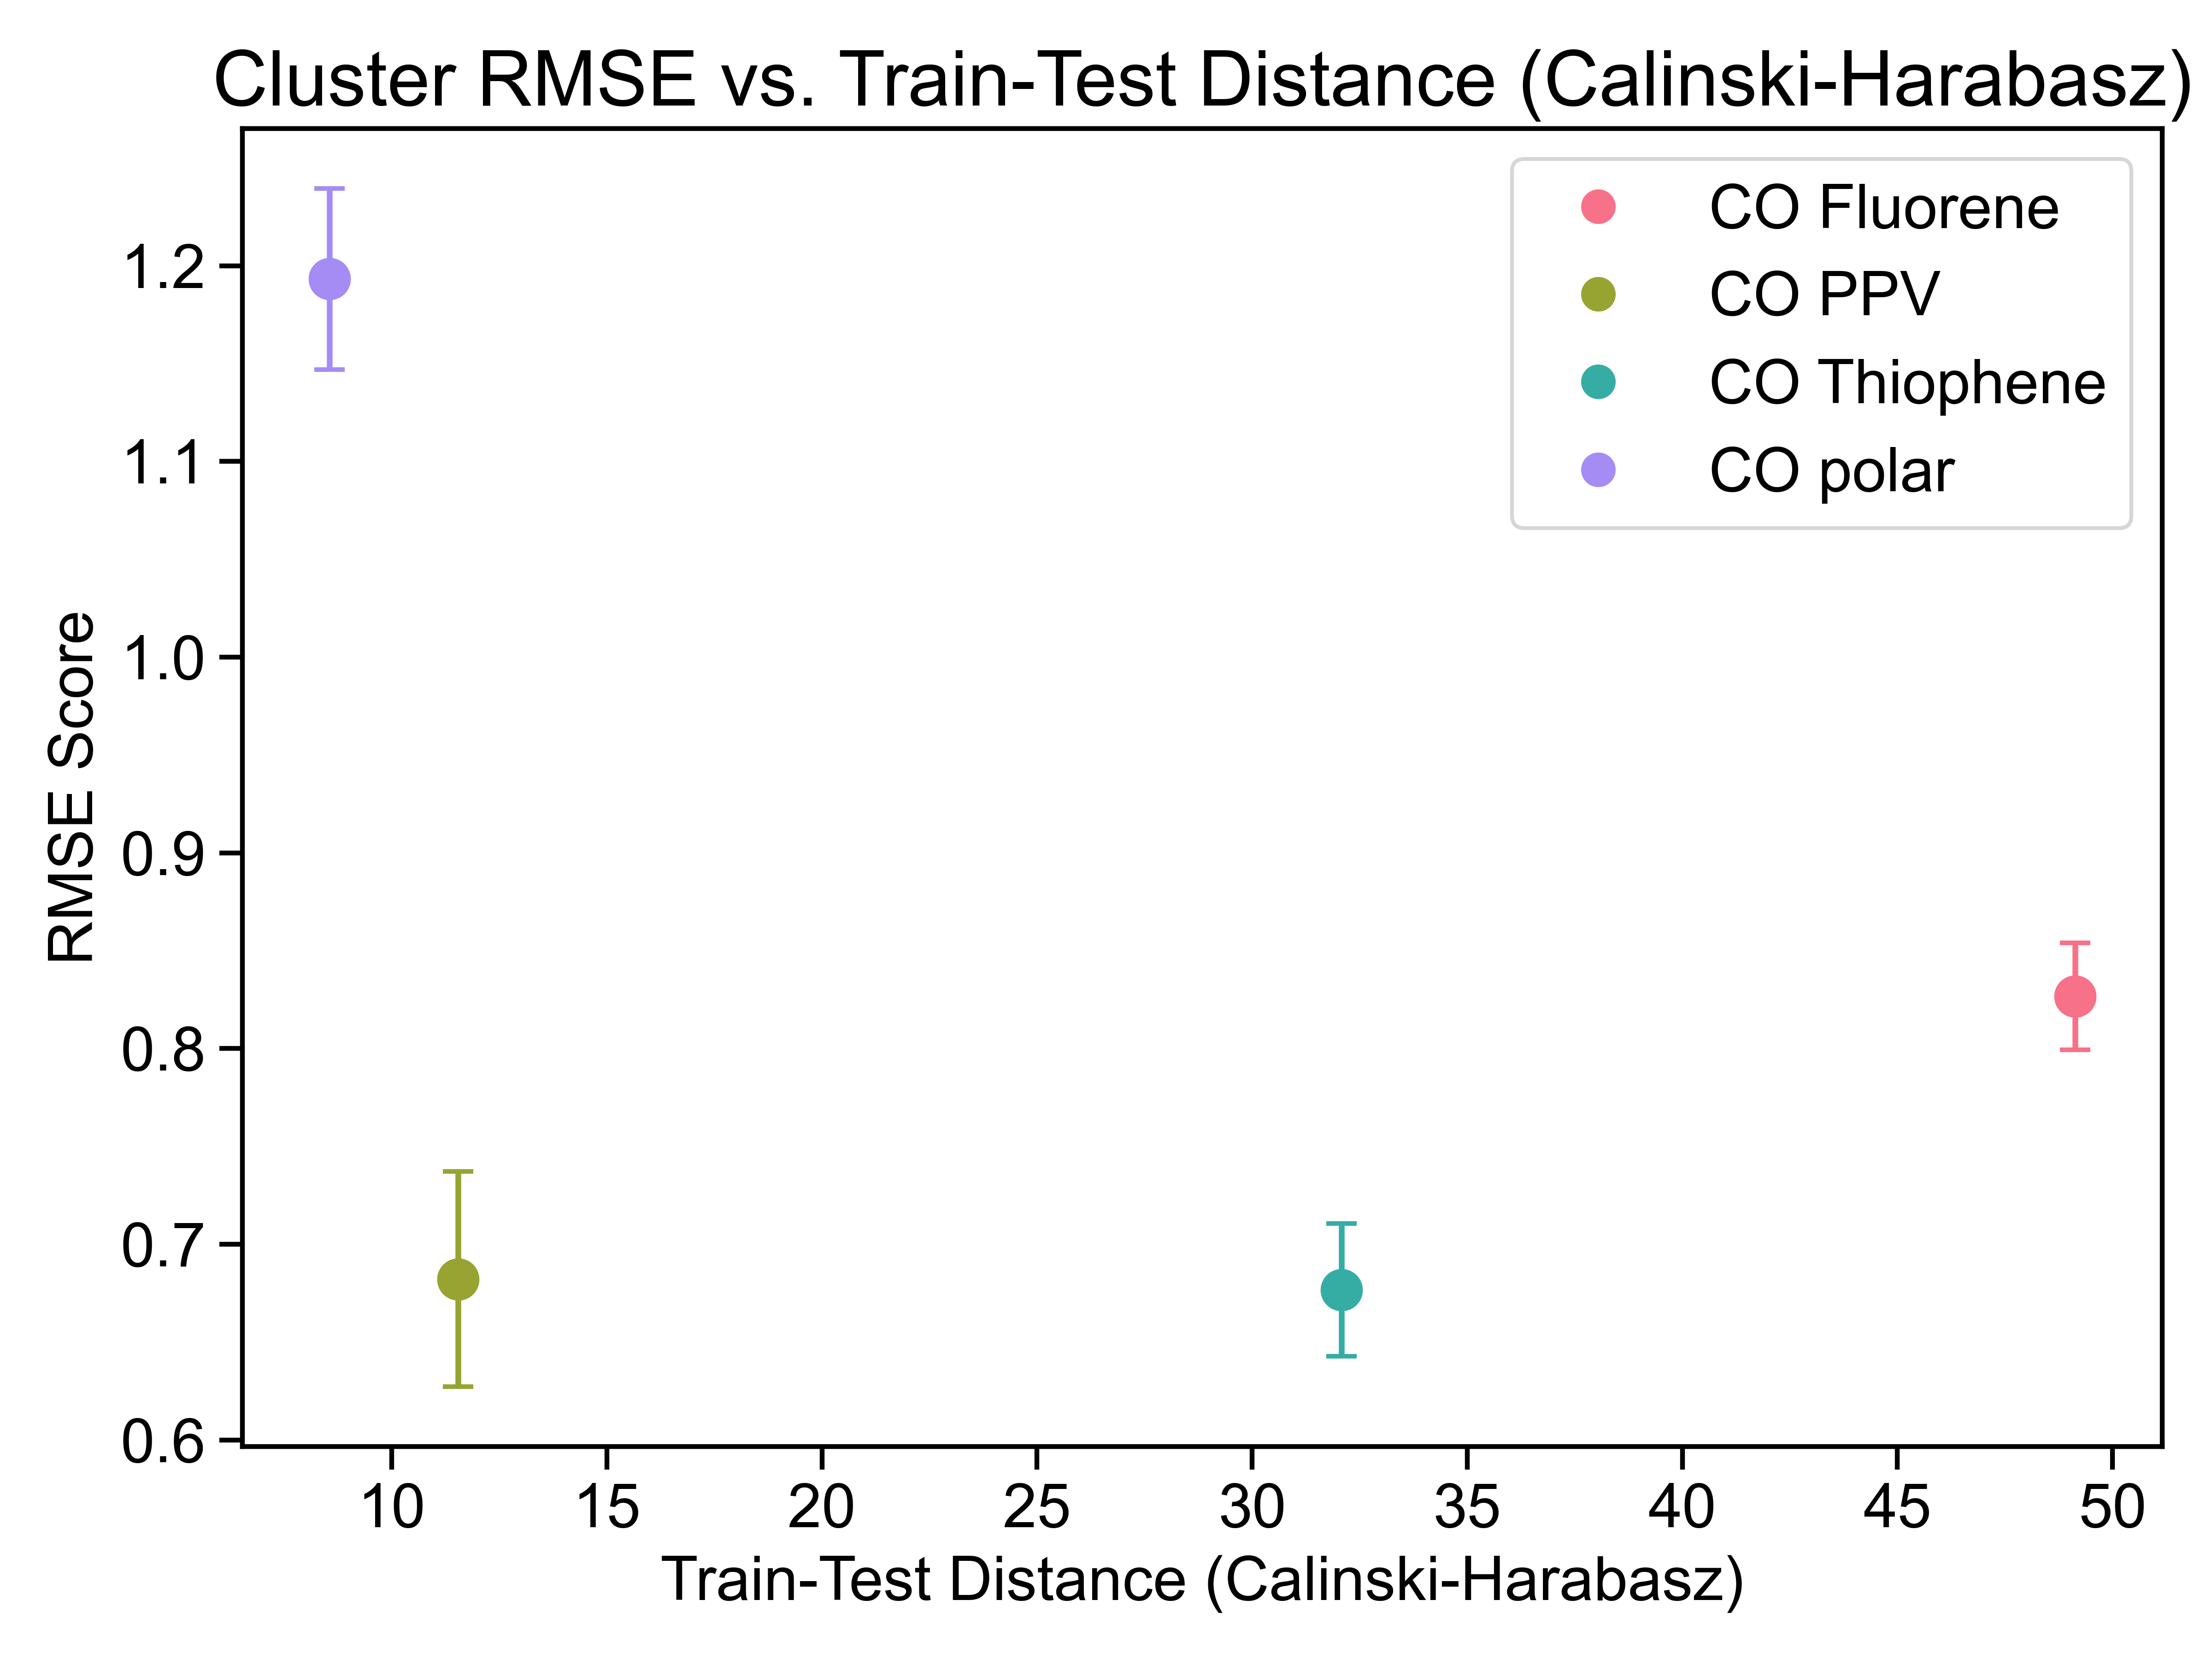 Cluster RMSE vs. Train-Test Distance (Calinski-Harabasz)
CO Fluorene
CO PPV
CO Thiophene
CO polar
RMSE Score
1.2
1.1
1.0
0.9
0.8
0.7
0.6
10 15 20 25 30 35 40 45 50
Train-Test Distance (Calinski-Harabasz)